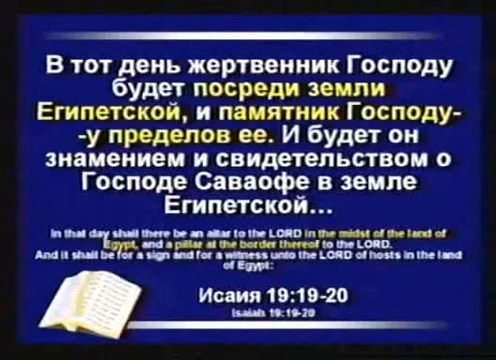 В тот день жертвенник Господу
будет посреди земли
Египетской, и памятник Господу-
-у пределов ее. И будет он
знамением и свидетельством о
Господе Саваофе в земле
Египетской...
In that day shall there be an altar to the LORD in the midst of the land of
Egypt, and a pillar at the border thereof to the LORD.
And it shall be for a sign and for a witness unto the LORD of hosts in the land
of Egypt:
Исаия 19:19-20
Isaiah 19:19-20